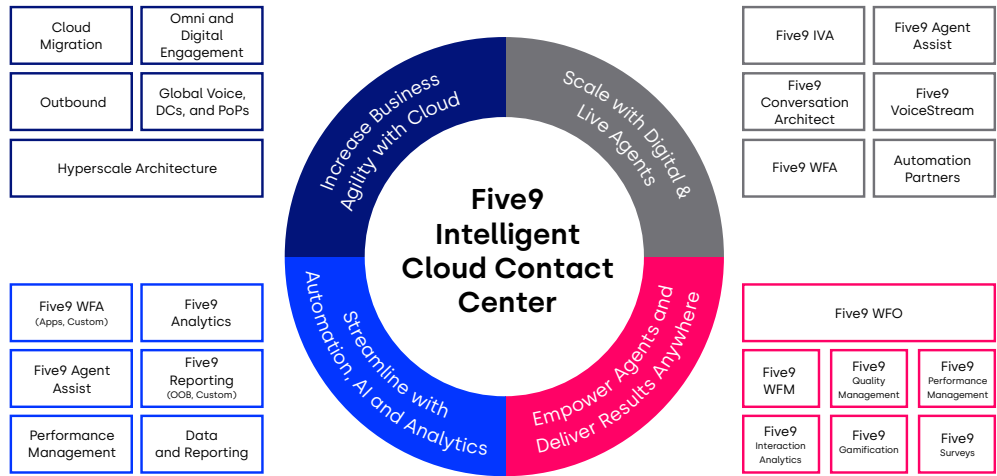 Cloud
Migration
Omni and
Digital
Engagement
Outbound
Global Voice,
DCs, and PoPs
Hyperscale Architecture
Increase Business
Agility with Cloud
Scale with Digital &
Live Agents
Five9 IVA
Five9 Agent
Assist
Five9
Conversation
Architect
Five9
VoiceStream
Five9 WFA
Automation
Partners
Five9
Intelligent
Cloud Contact
Center
Five9 WFA
(Apps, Custom)
Five9
Analytics
Five9 Agent
Assist
Five9
Reporting
(OOB, Custom)
Performance
Management
Data
and Reporting
Streamline with
Automation, AI and Analytics
Empower Agents and
Deliver Results Anywhere
Five9 WFO
Five9
WFM
Five9
Quality
Management
Five9
Performance
Management
Five9
Interaction
Analytics
Five9
Gamification
Five9
Surveys